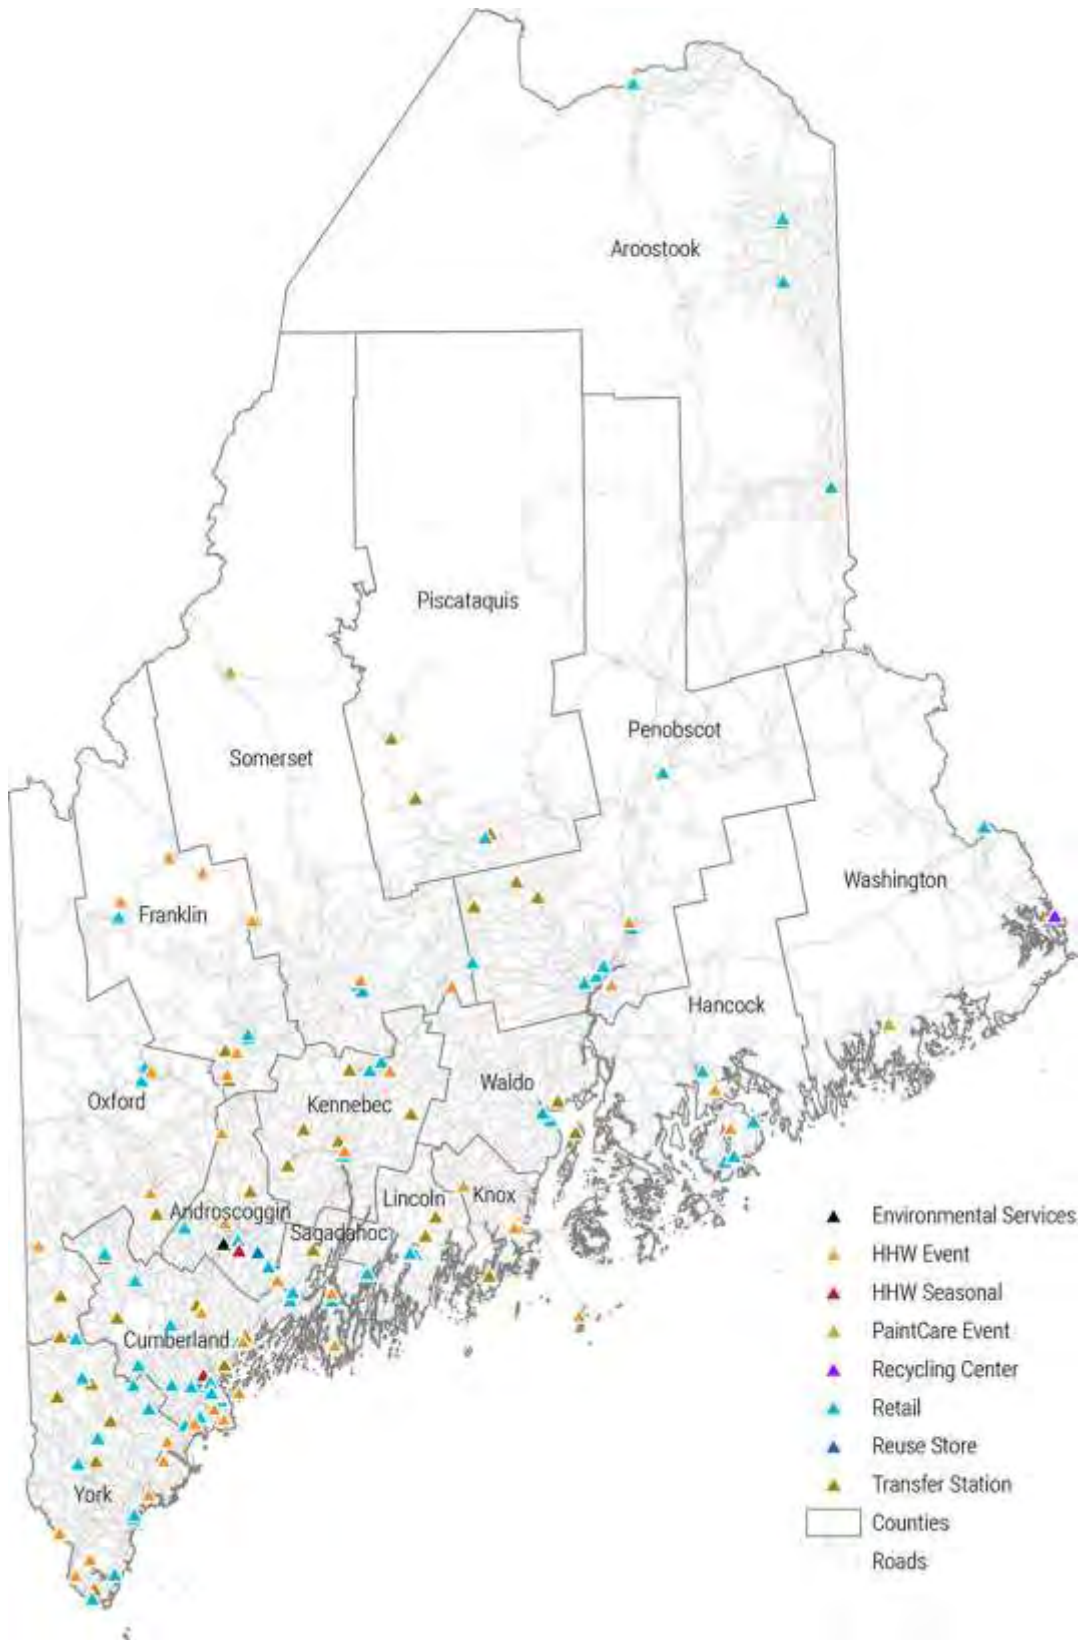 Aroostook
Piscataquis
Penobscot
Somerset
Washington
Franklin
Hancock
Waldo
Oxford
Kennebec
Lincoln
Knox
Androscoggin
Sagadahoc
Cumberland
York
Environmental Services
HHW Event
HHW Seasonal
PaintCare Event
Recycling Center
Retail
Reuse Store
Transfer Station
Counties
Roads